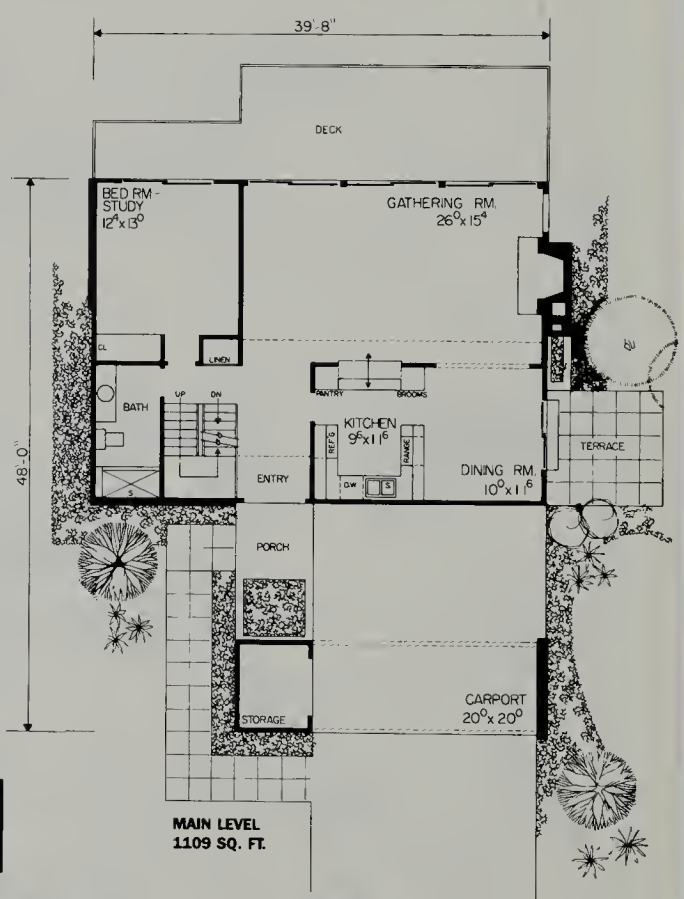 39'-8"
DECK
BED RM-
STUDY
12⁴x13⁰
GATHERING RM.
26⁰x15⁴
CL
LINEN
BATH
UP
DN
PANTRY
BROOMS
KITCHEN
9⁶x11⁶
REF'G
RANGE
DINING RM.
10⁰x11⁶
TERRACE
48'-0"
ENTRY
D.W.
S
S
PORCH
STORAGE
CARPORT
20⁰x20⁰
MAIN LEVEL
1109 SQ. FT.